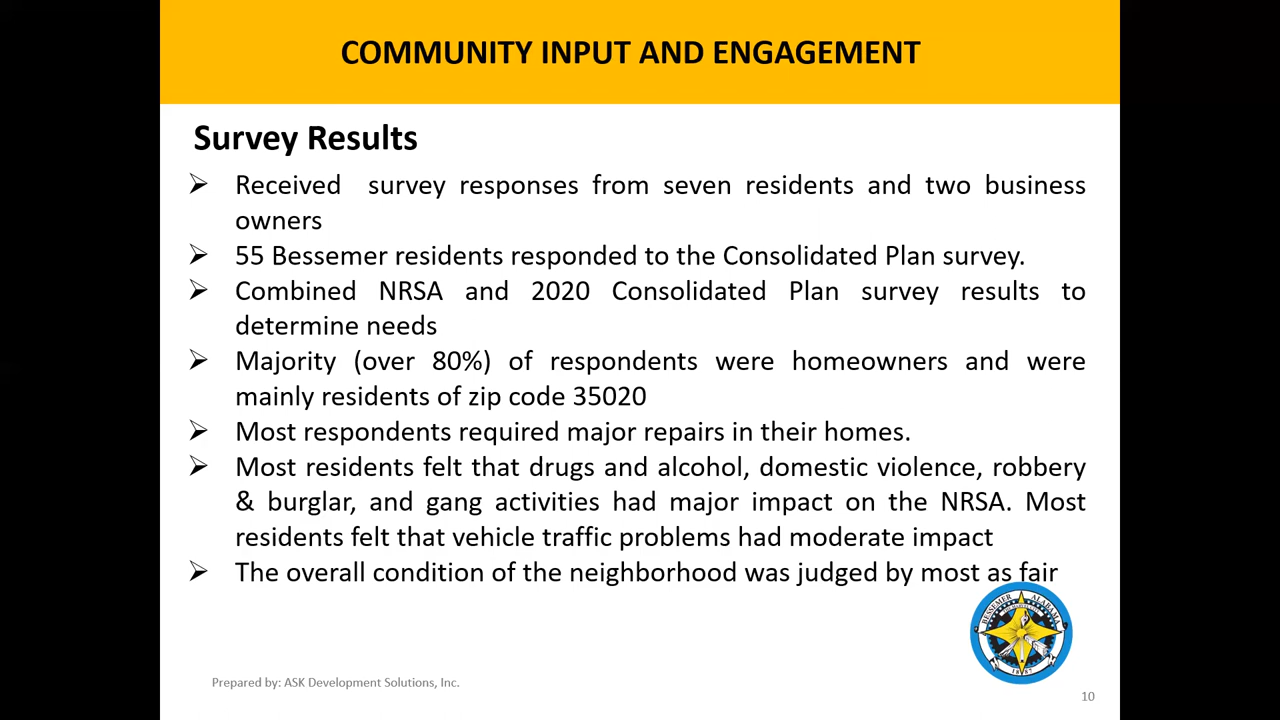 COMMUNITY INPUT AND ENGAGEMENT
Survey Results
➢ Received survey responses from seven residents and two business
owners
➢ 55 Bessemer residents responded to the Consolidated Plan survey.
➢ Combined NRSA and 2020 Consolidated Plan survey results to
determine needs
➢ Majority (over 80%) of respondents were homeowners and were
mainly residents of zip code 35020
➢ Most respondents required major repairs in their homes.
➢ Most residents felt that drugs and alcohol, domestic violence, robbery
& burglar, and gang activities had major impact on the NRSA. Most
residents felt that vehicle traffic problems had moderate impact
➢ The overall condition of the neighborhood was judged by most as fair
BESSEMER ALABAMA
1887
Prepared by: ASK Development Solutions, Inc.
10